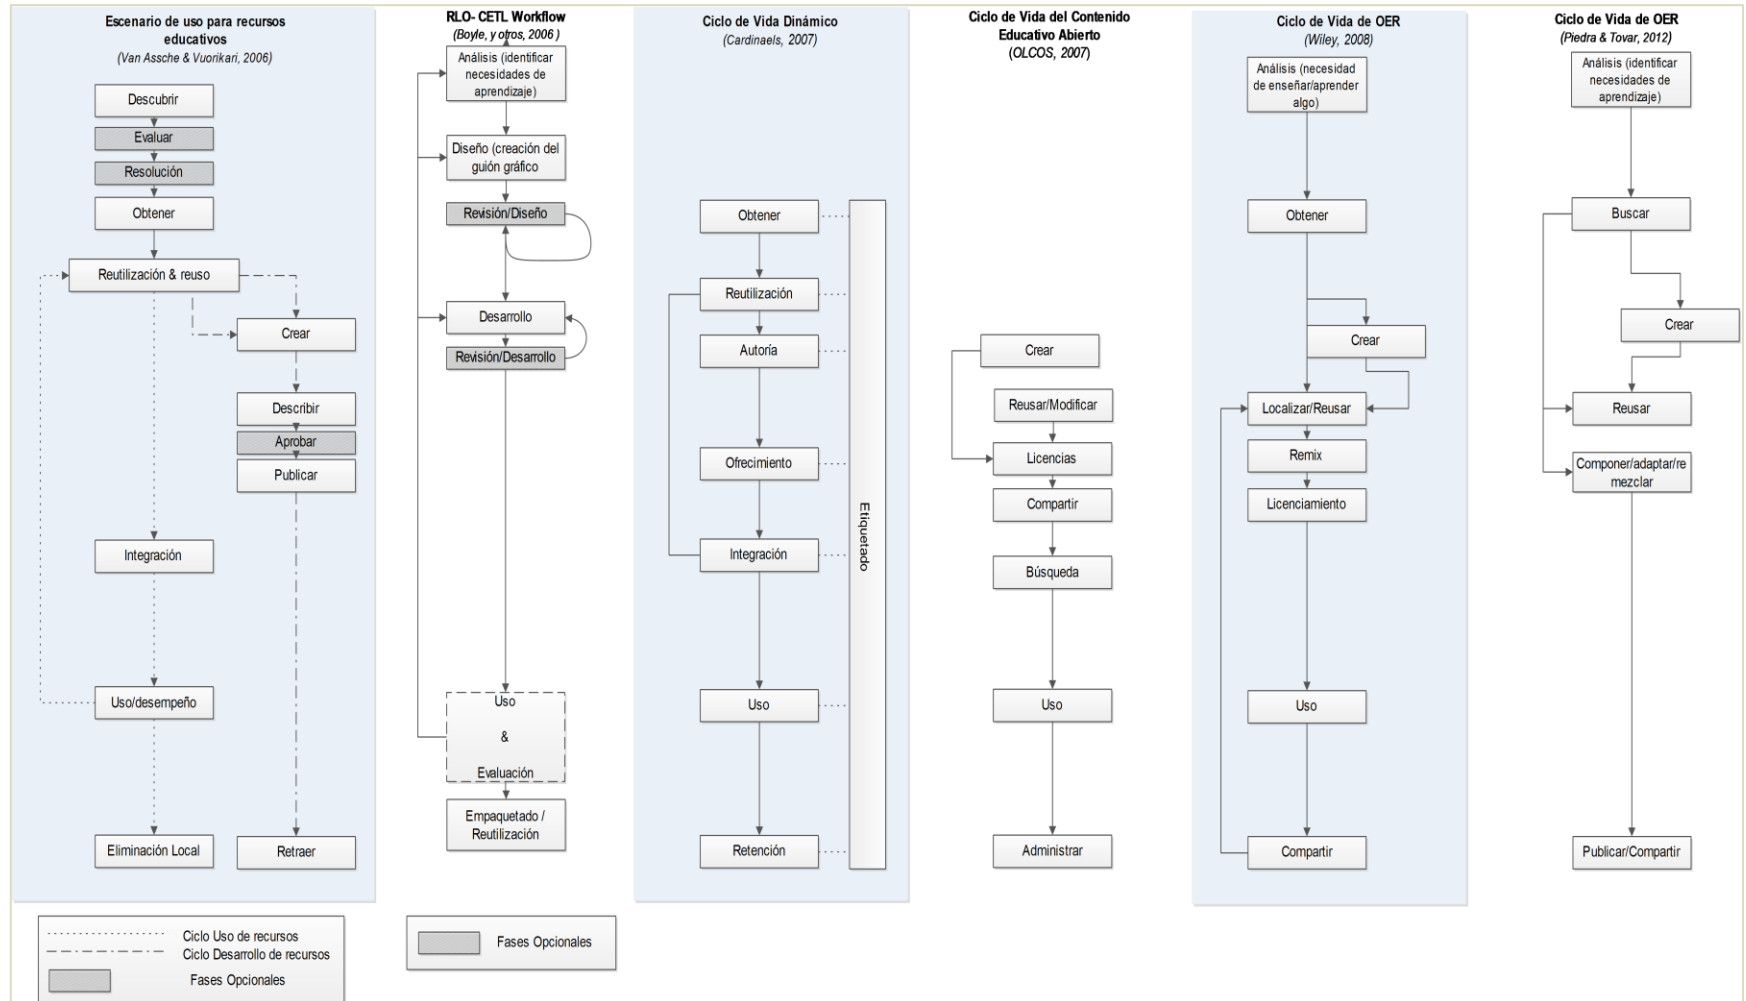 Escenario de uso para recursos
educativos
(Van Assche & Vuorikari, 2006)
Descubrir
Evaluar
Resolución
Obtener
Reutilización & reuso
Crear
Describir
Aprobar
Publicar
Integración
Uso/desempeño
Eliminación Local
Retraer
RLO- CETL Workflow
(Boyle, y otros, 2006 )
Análisis (identificar
necesidades de
aprendizaje)
Diseño (creación del
guión gráfico
Revisión/Diseño
Desarrollo
Revisión/Desarrollo
Uso
&
Evaluación
Empaquetado /
Reutilización
Ciclo de Vida Dinámico
(Cardinaels, 2007)
Obtener
Reutilización
Autoría
Ofrecimiento
Integración
Uso
Retención
Etiquetado
Ciclo de Vida del Contenido
Educativo Abierto
(OLCOS, 2007)
Crear
Reusar/Modificar
Licencias
Compartir
Búsqueda
Uso
Administrar
Ciclo de Vida de OER
(Wiley, 2008)
Análisis (necesidad
de enseñar/aprender
algo)
Obtener
Crear
Localizar/Reusar
Remix
Licenciamiento
Uso
Compartir
Ciclo de Vida de OER
(Piedra & Tovar, 2012)
Análisis (identificar
necesidades de
aprendizaje)
Buscar
Crear
Reusar
Componer/adaptar/re
mezclar
Publicar/Compartir
Ciclo Uso de recursos
Ciclo Desarrollo de recursos
Fases Opcionales
Fases Opcionales